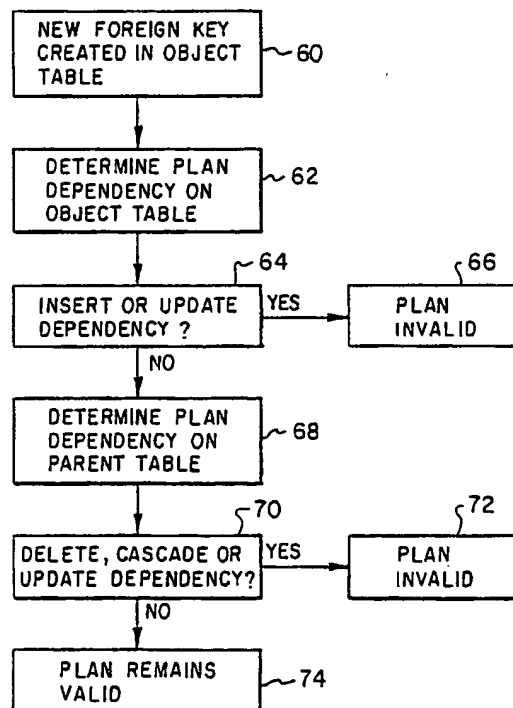 NEW FOREIGN KEY
CREATED IN OBJECT
TABLE
60
DETERMINE PLAN
DEPENDENCY ON
OBJECT TABLE
62
64
INSERT OR UPDATE
DEPENDENCY ?
YES
66
PLAN
INVALID
NO
DETERMINE PLAN
DEPENDENCY ON
PARENT TABLE
68
70
DELETE, CASCADE OR
UPDATE DEPENDENCY?
YES
72
PLAN
INVALID
NO
PLAN REMAINS
VALID
74